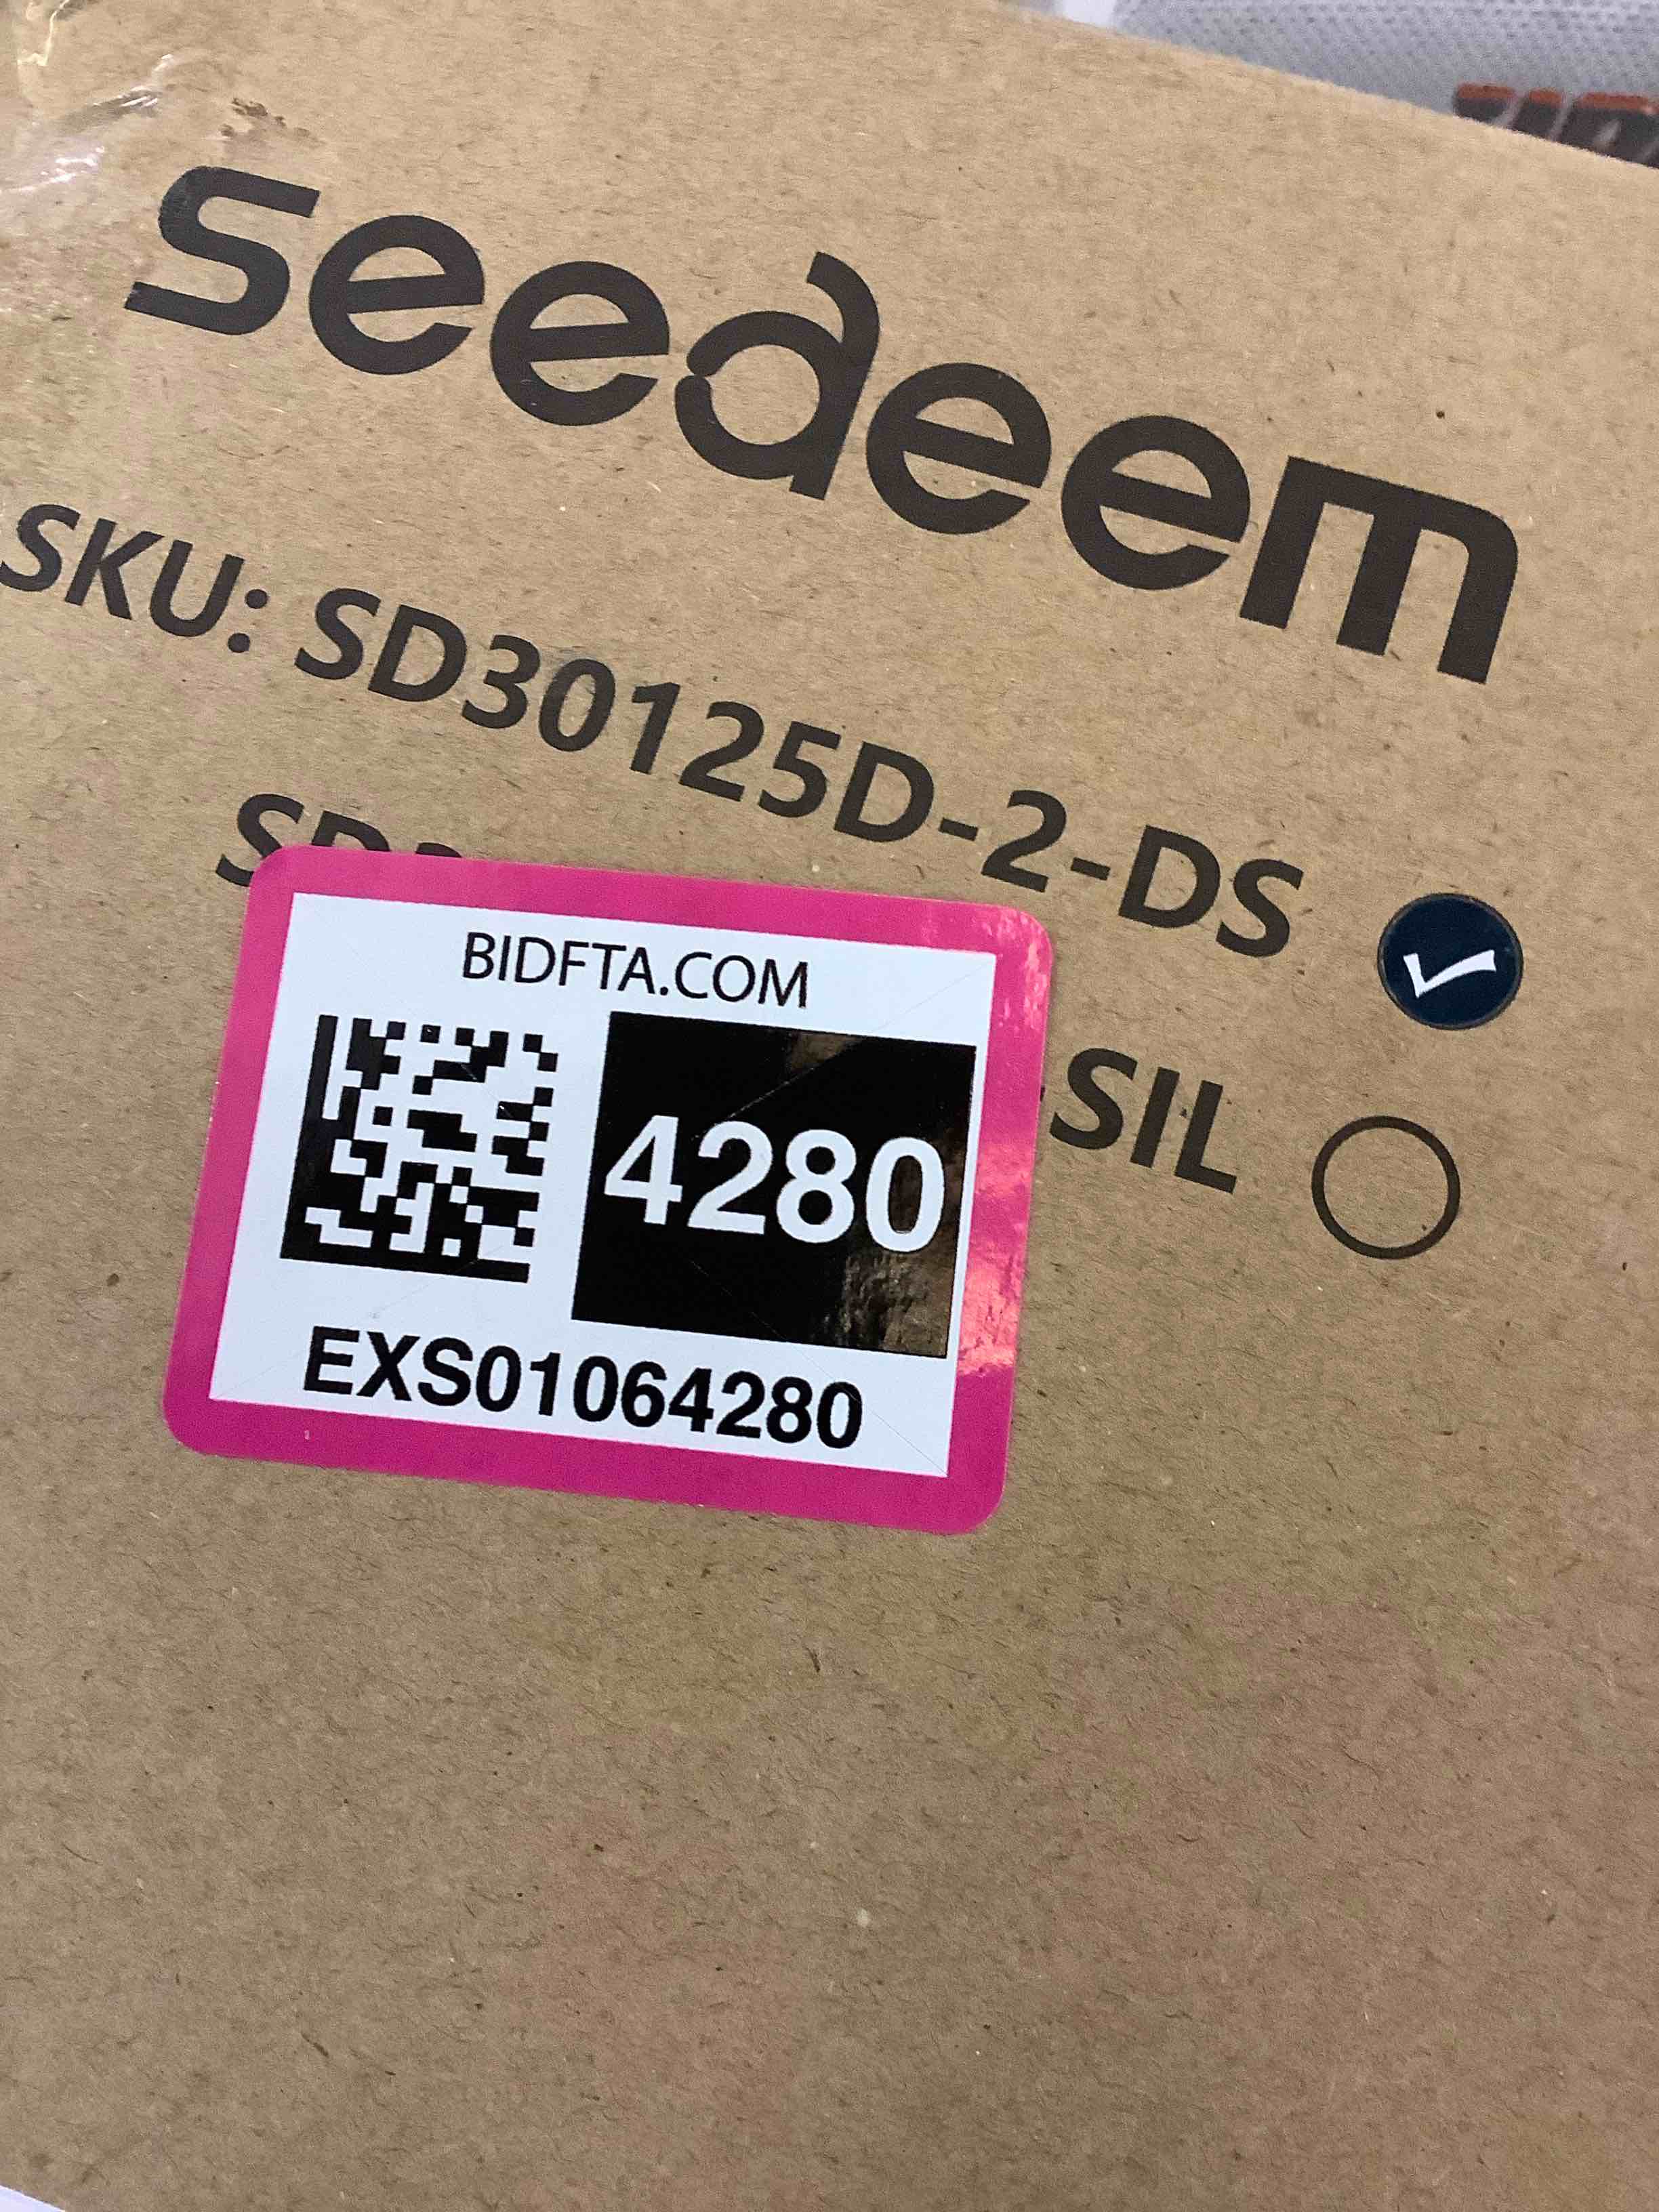 seedeem
SKU: SD30125D-2-DS
-SIL
BIDFTA.COM
4280
EXS01064280